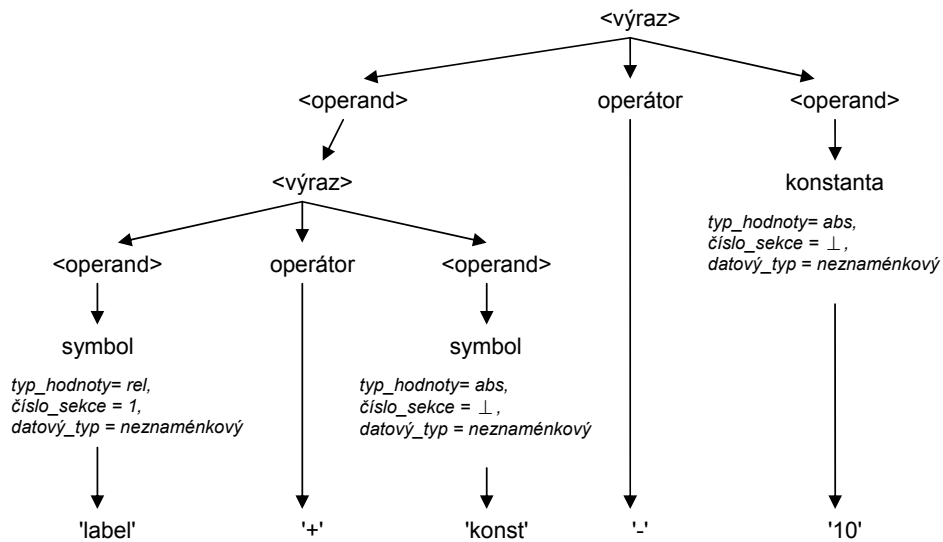 <výraz>
<operand> operátor <operand>
<výraz> konstanta
typ_hodnoty= abs,
číslo_sekce = ⊥,
datový_typ = neznaménkový
<operand> operátor <operand>
symbol symbol
typ_hodnoty= rel,
číslo_sekce = 1,
datový_typ = neznaménkový
typ_hodnoty= abs,
číslo_sekce = ⊥,
datový_typ = neznaménkový
'label' '+' 'konst' '-' '10'